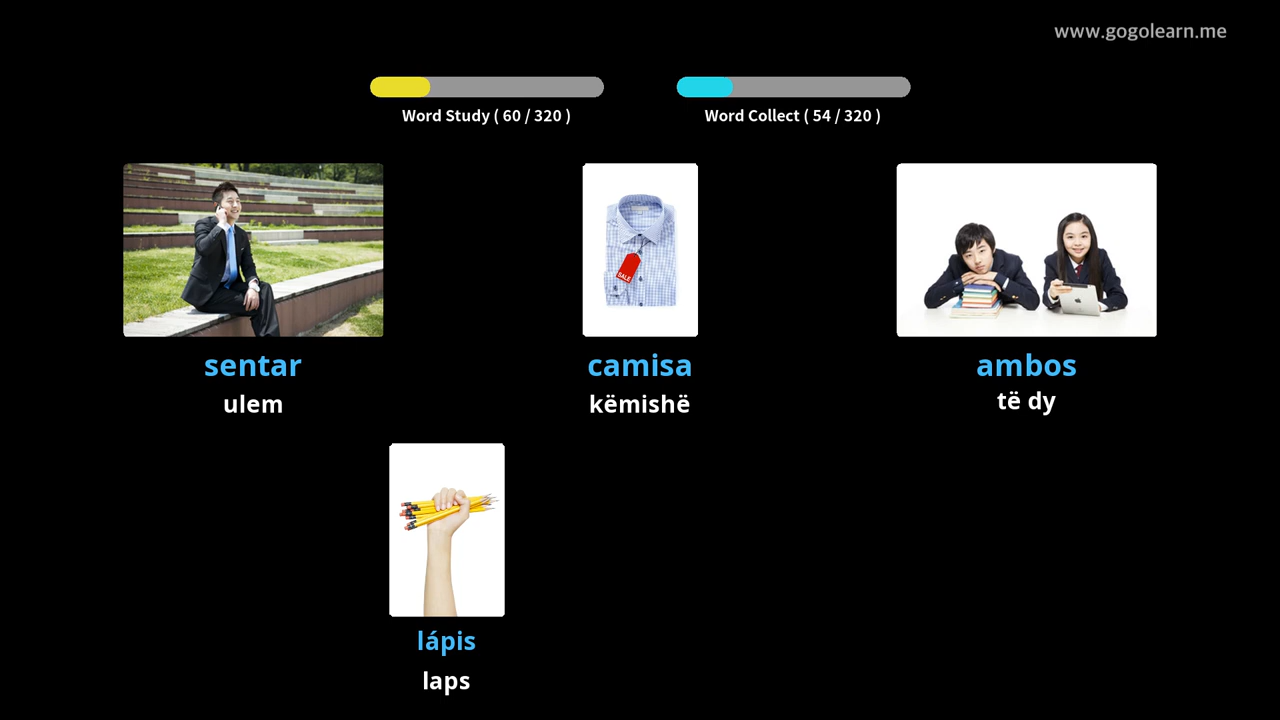 www.gogolearn.me
Word Study ( 60 / 320 )
Word Collect ( 54 / 320 )
SALE
sentar
ulem
camisa
këmishë
ambos
të dy
lápis
laps